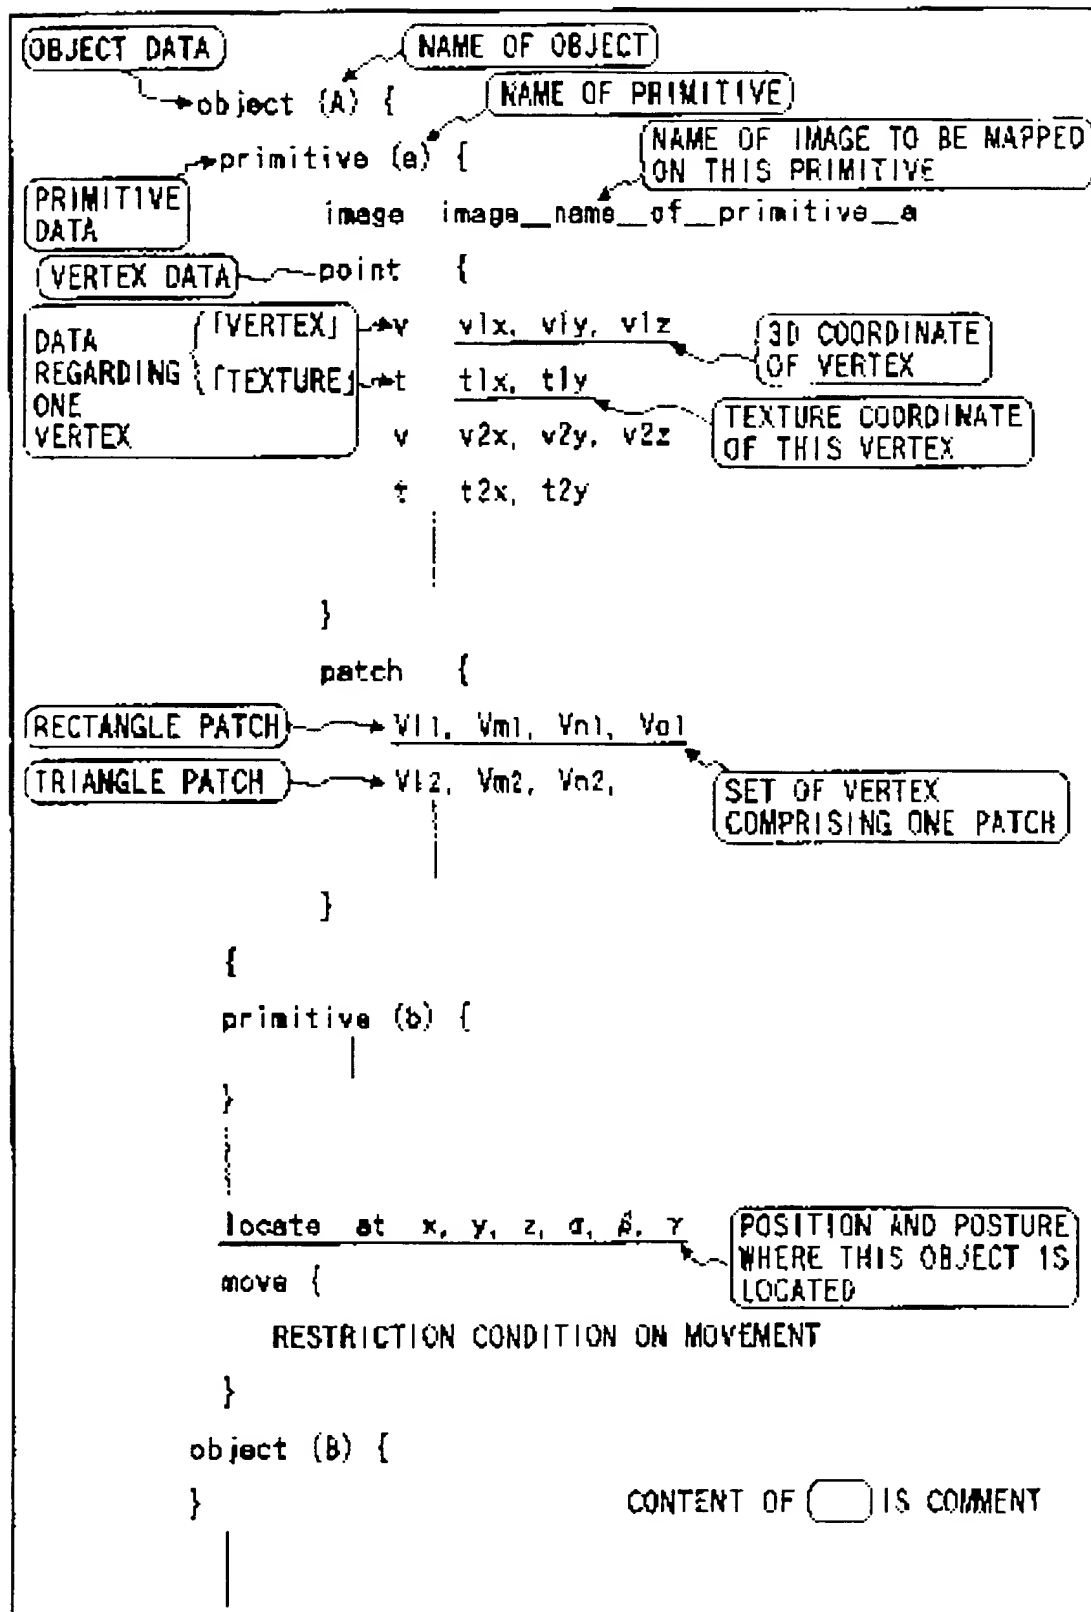 OBJECT DATA
NAME OF OBJECT
object (A) {
NAME OF PRIMITIVE
primitive (a) {
NAME OF IMAGE TO BE MAPPED
ON THIS PRIMITIVE
PRIMITIVE
DATA
image image_name_of_primitive_a
VERTEX DATA
point {
DATA
REGARDING
ONE
VERTEX
「VERTEX」
v v1x, v1y, v1z
3D COORDINATE
OF VERTEX
「TEXTURE」
t t1x, t1y
TEXTURE COORDINATE
OF THIS VERTEX
v v2x, v2y, v2z
t t2x, t2y
}
patch {
RECTANGLE PATCH
Vl1, Vm1, Vn1, Vo1
TRIANGLE PATCH
Vl2, Vm2, Vn2,
SET OF VERTEX
COMPRISING ONE PATCH
}
{
primitive (b) {
}
locate at x, y, z, α, β, γ
POSITION AND POSTURE
WHERE THIS OBJECT IS
LOCATED
move {
RESTRICTION CONDITION ON MOVEMENT
}
object (B) {
}
CONTENT OF IS COMMENT